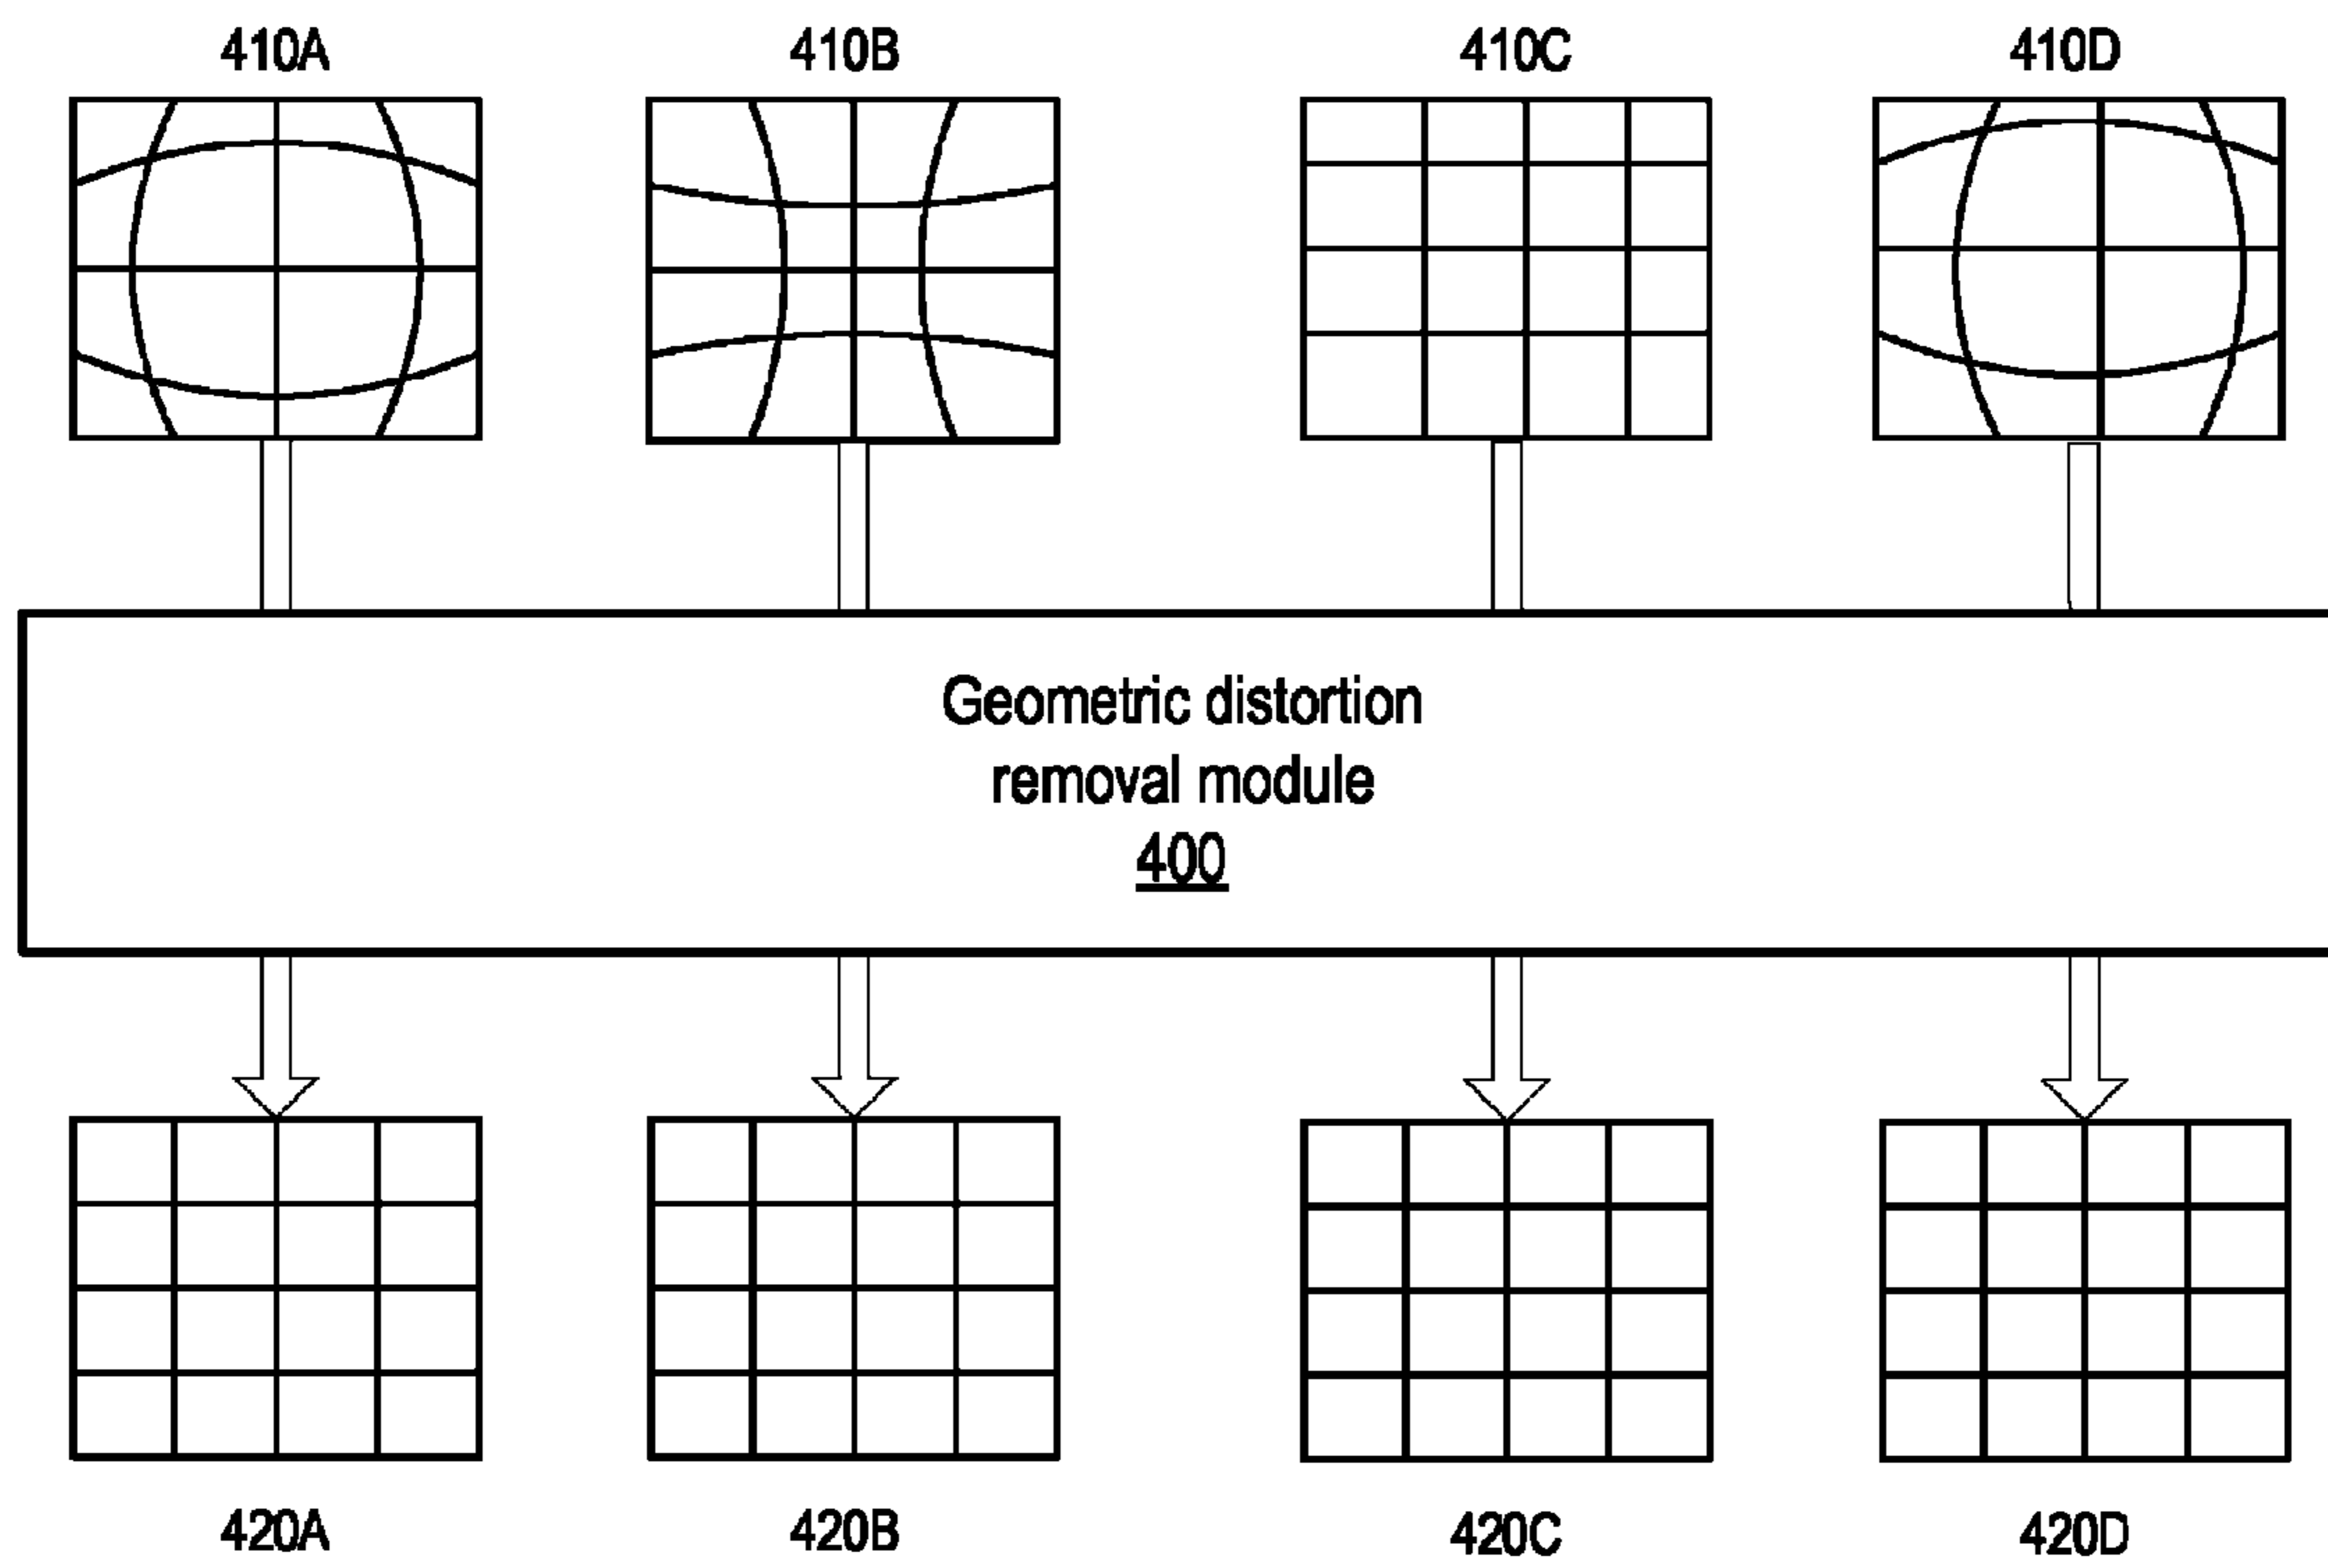 410A 410B 410C 410D
Geometric distortion
removal module
400
420A 420B 420C 420D